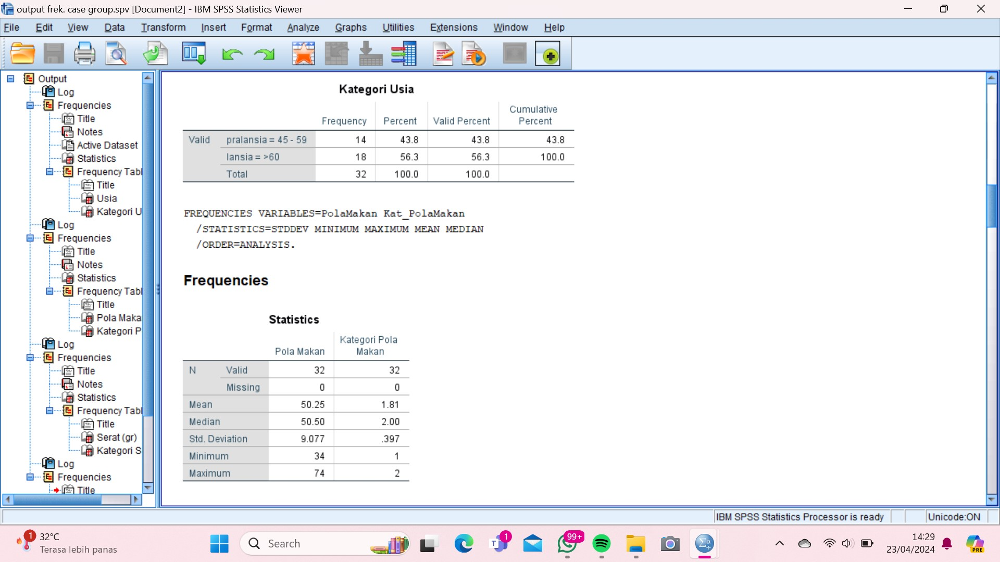 output frek. case group.spv [Document2] - IBM SPSS Statistics Viewer
File Edit View Data Transform Insert Format Analyze Graphs Utilities Extensions Window Help
Output
Log
Frequencies
Title
Notes
Active Dataset
Statistics
Frequency Tabl
Title
Usia
Kategori U
Log
Frequencies
Title
Notes
Statistics
Frequency Tabl
Title
Pola Maka
Kategori P
Log
Frequencies
Title
Notes
Statistics
Frequency Tabl
Title
Serat (gr)
Kategori S
Log
Frequencies
Title
Kategori Usia
Frequency Percent Valid Percent Cumulative Percent
Valid pralansia = 45 - 59 14 43.8 43.8 43.8
lansia = >60 18 56.3 56.3 100.0
Total 32 100.0 100.0
FREQUENCIES VARIABLES=PolaMakan Kat_PolaMakan
/STATISTICS=STDDEV MINIMUM MAXIMUM MEAN MEDIAN
/ORDER=ANALYSIS.
Frequencies
Statistics
Pola Makan Kategori Pola Makan
N Valid 32 32
Missing 0 0
Mean 50.25 1.81
Median 50.50 2.00
Std. Deviation 9.077 .397
Minimum 34 1
Maximum 74 2
IBM SPSS Statistics Processor is ready Unicode:ON
1
32°C
Terasa lebih panas
Search
1
99+
14:29
23/04/2024
PRE